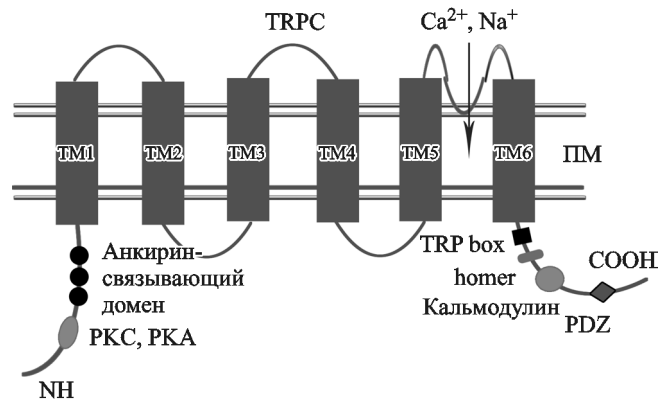 TRPC
Ca²⁺, Na⁺
TM1 TM2 TM3 TM4 TM5 TM6
ПМ
Анкирин-
связывающий
домен
PKC, PKA
NH
TRP box
homer
Кальмодулин
PDZ
COOH